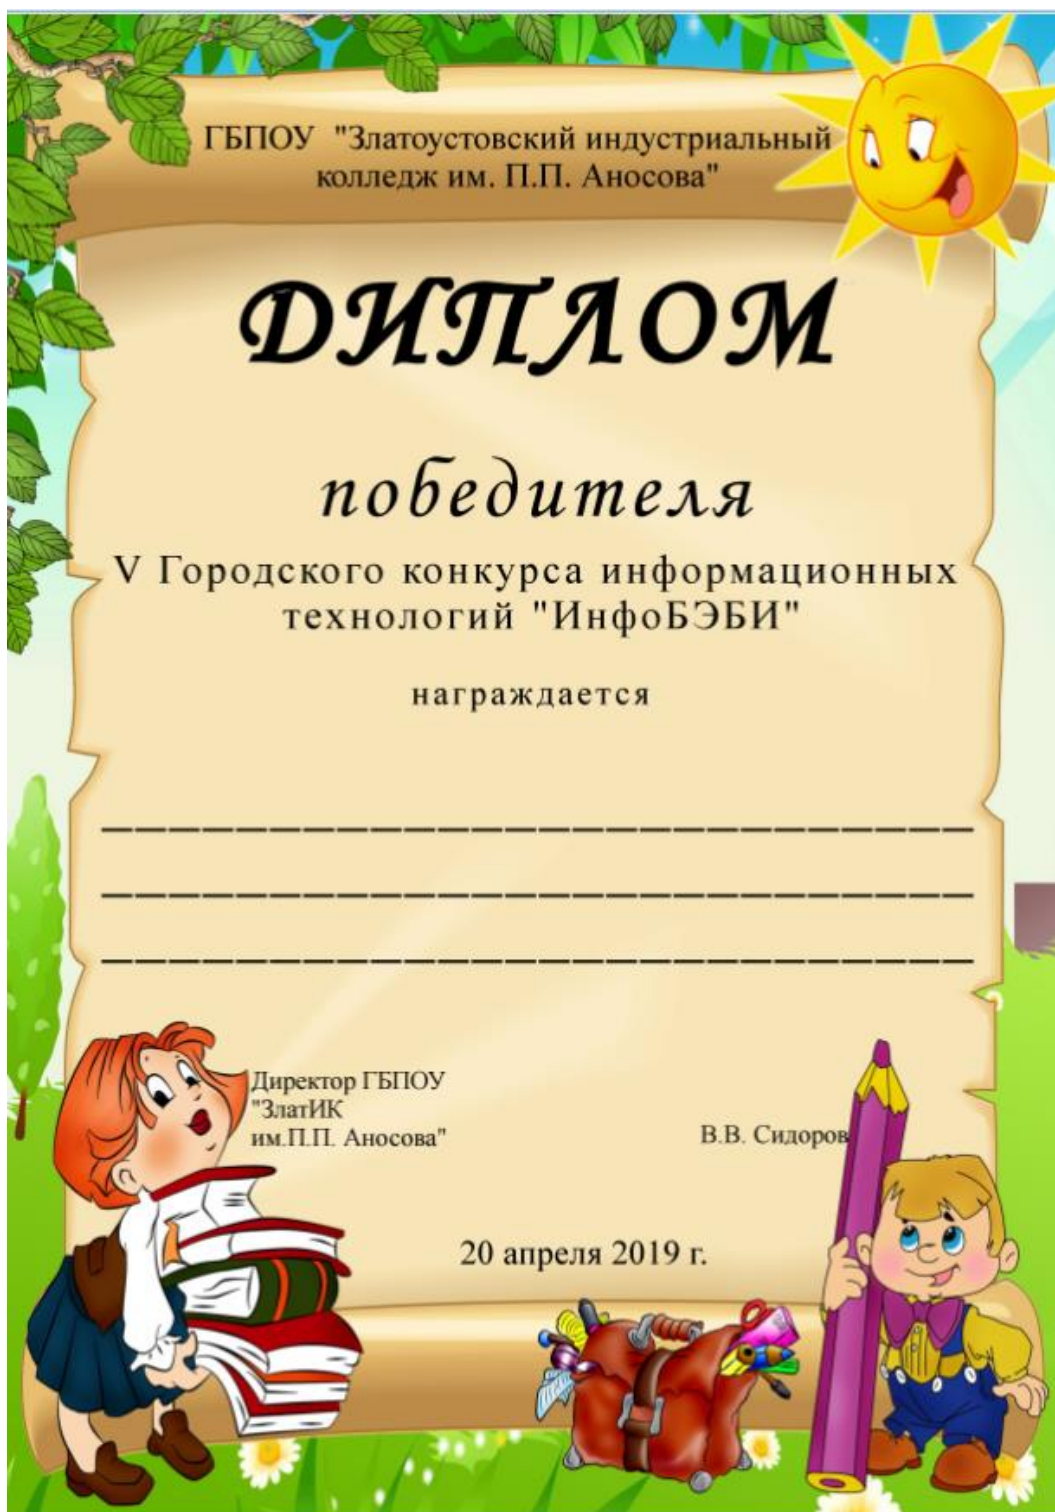 ГБПОУ "Златоустовский индустриальный
колледж им. П.П. Аносова"
ДИПЛОМ
победителя
V Городского конкурса информационных
технологий "ИнфоБЭБИ"
награждается
Директор ГБПОУ
"ЗлатИК
им.П.П. Аносова"
В.В. Сидоров
20 апреля 2019 г.